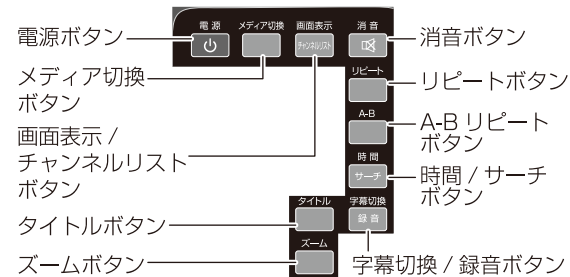 電源 メディア切換 画面表示 消音
電源ボタン チャンネルリスト 消音ボタン
メディア切換
ボタン
リピート
リピートボタン
A-B
A-B リピート
ボタン
画面表示 /
チャンネルリスト
ボタン
時間
サーチ
時間 / サーチ
ボタン
タイトル 字幕切換
タイトルボタン 録音
ズーム
ズームボタン 字幕切換 / 録音ボタン